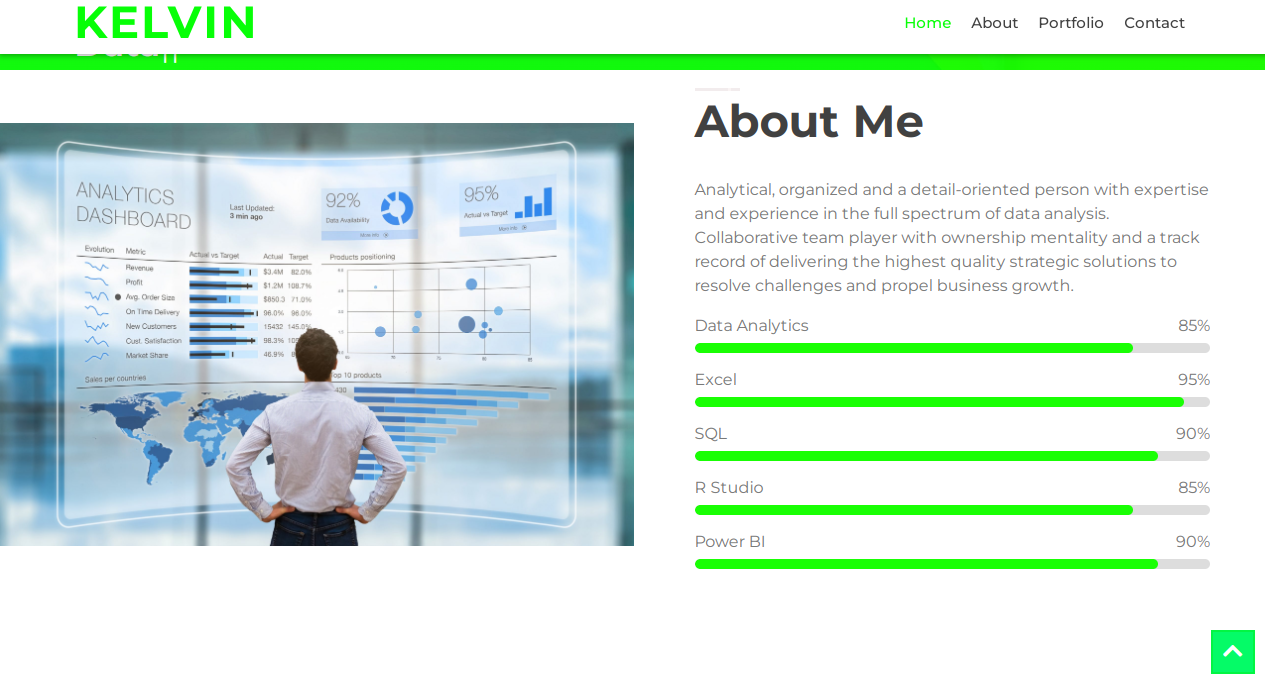 KELVIN
Home About Portfolio Contact
About Me
Analytical, organized and a detail-oriented person with expertise
and experience in the full spectrum of data analysis.
Collaborative team player with ownership mentality and a track
record of delivering the highest quality strategic solutions to
resolve challenges and propel business growth.
Data Analytics 85%
Excel 95%
SQL 90%
R Studio 85%
Power BI 90%
ANALYTICS
DASHBOARD
Last Updated:
3 min ago
92%
Data Availability
More info
95%
Actual vs Target
More info
Evolution Metric Actual vs Target Actual Target
Revenue $3.4M 82.0%
Profit $1.2M 108.7%
Avg. Order Size $850.3 71.0%
On Time Delivery 96.0% 96.0%
New Customers 15432 145.0%
Cust. Satisfaction 98.3%
Market Share 46.9%
Products positioning
Sales per countries
Top 10 products